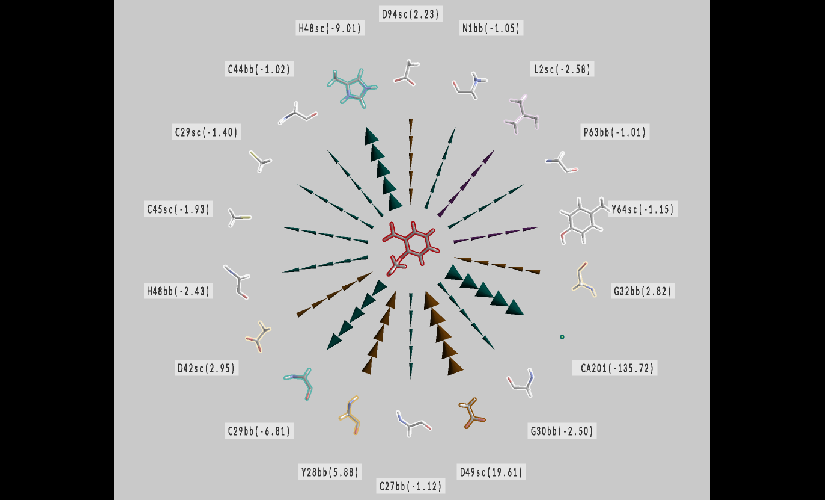 D94sc(2.23)
H48sc(-9.01)
N1bb(-1.05)
C44bb(-1.02)
L2sc(-2.58)
C29sc(-1.40)
P63bb(-1.01)
C45sc(-1.93)
Y64sc(-1.15)
H48bb(-2.43)
G32bb(2.82)
D42sc(2.95)
CA201(-135.72)
C29bb(-6.81)
G30bb(-2.50)
Y28bb(5.88)
D49sc(19.61)
C27bb(-1.12)